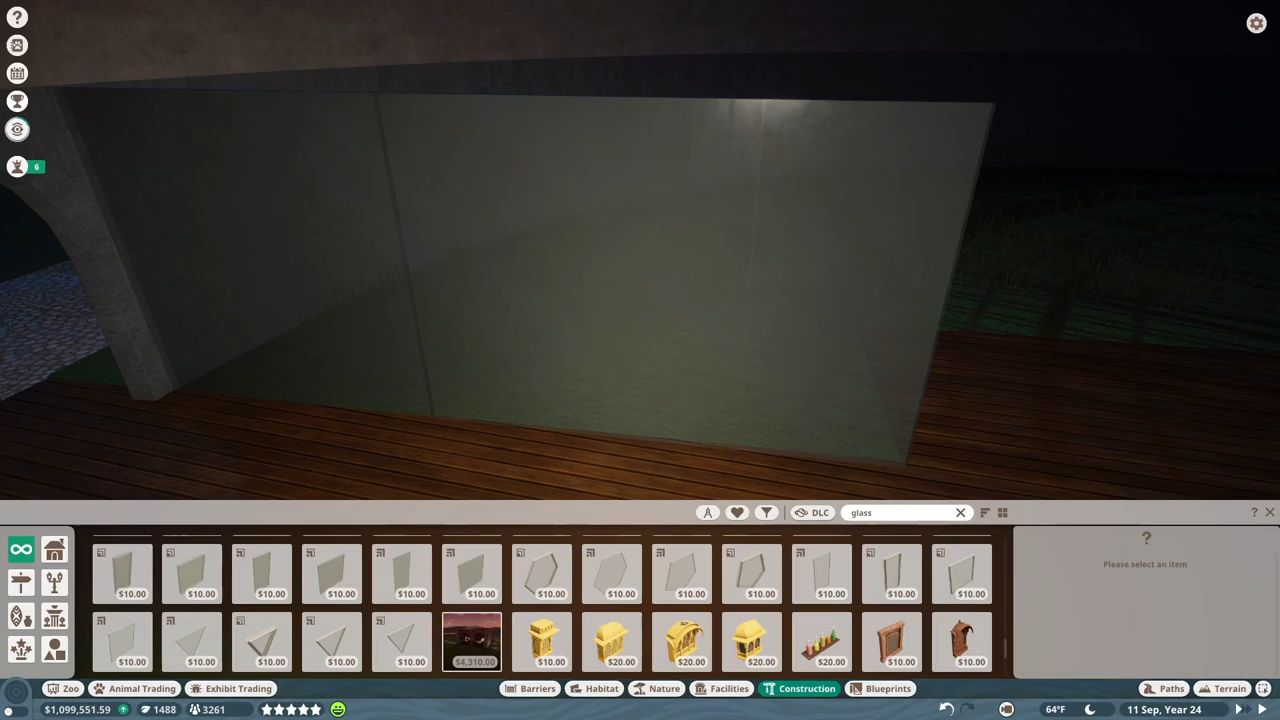 ?
6
DLC
glass
?
?
Please select an item
$10.00 $10.00 $10.00 $10.00 $10.00 $10.00 $10.00 $10.00 $10.00 $10.00 $10.00 $10.00 $10.00
$10.00 $10.00 $10.00 $10.00 $10.00 $4,310.00 $10.00 $20.00 $20.00 $20.00 $20.00 $10.00 $10.00
Zoo Animal Trading Exhibit Trading Barriers Habitat Nature Facilities Construction Blueprints Paths Terrain
$1,099,551.59 1488 3261 64°F 11 Sep, Year 24